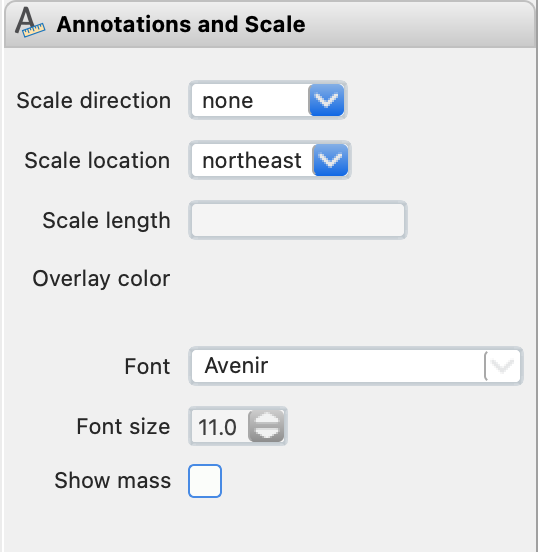 Annotations and Scale
Scale direction none
Scale location northeast
Scale length
Overlay color
Font Avenir
Font size 11.0
Show mass